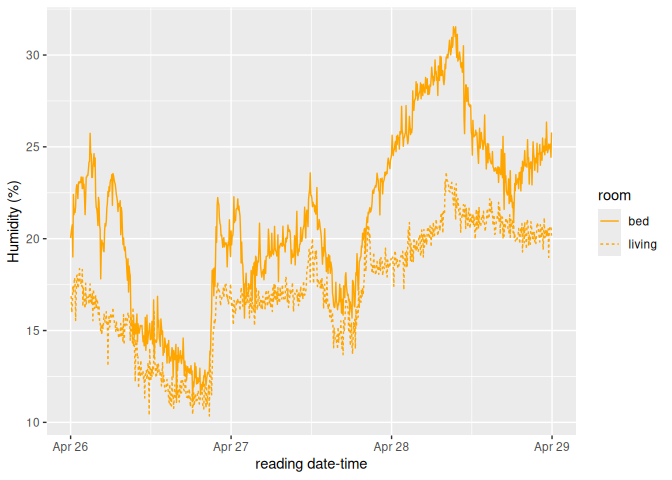 30
25
20
15
10
Humidity (%)
Apr 26
Apr 27
Apr 28
Apr 29
reading date-time
room
bed
living